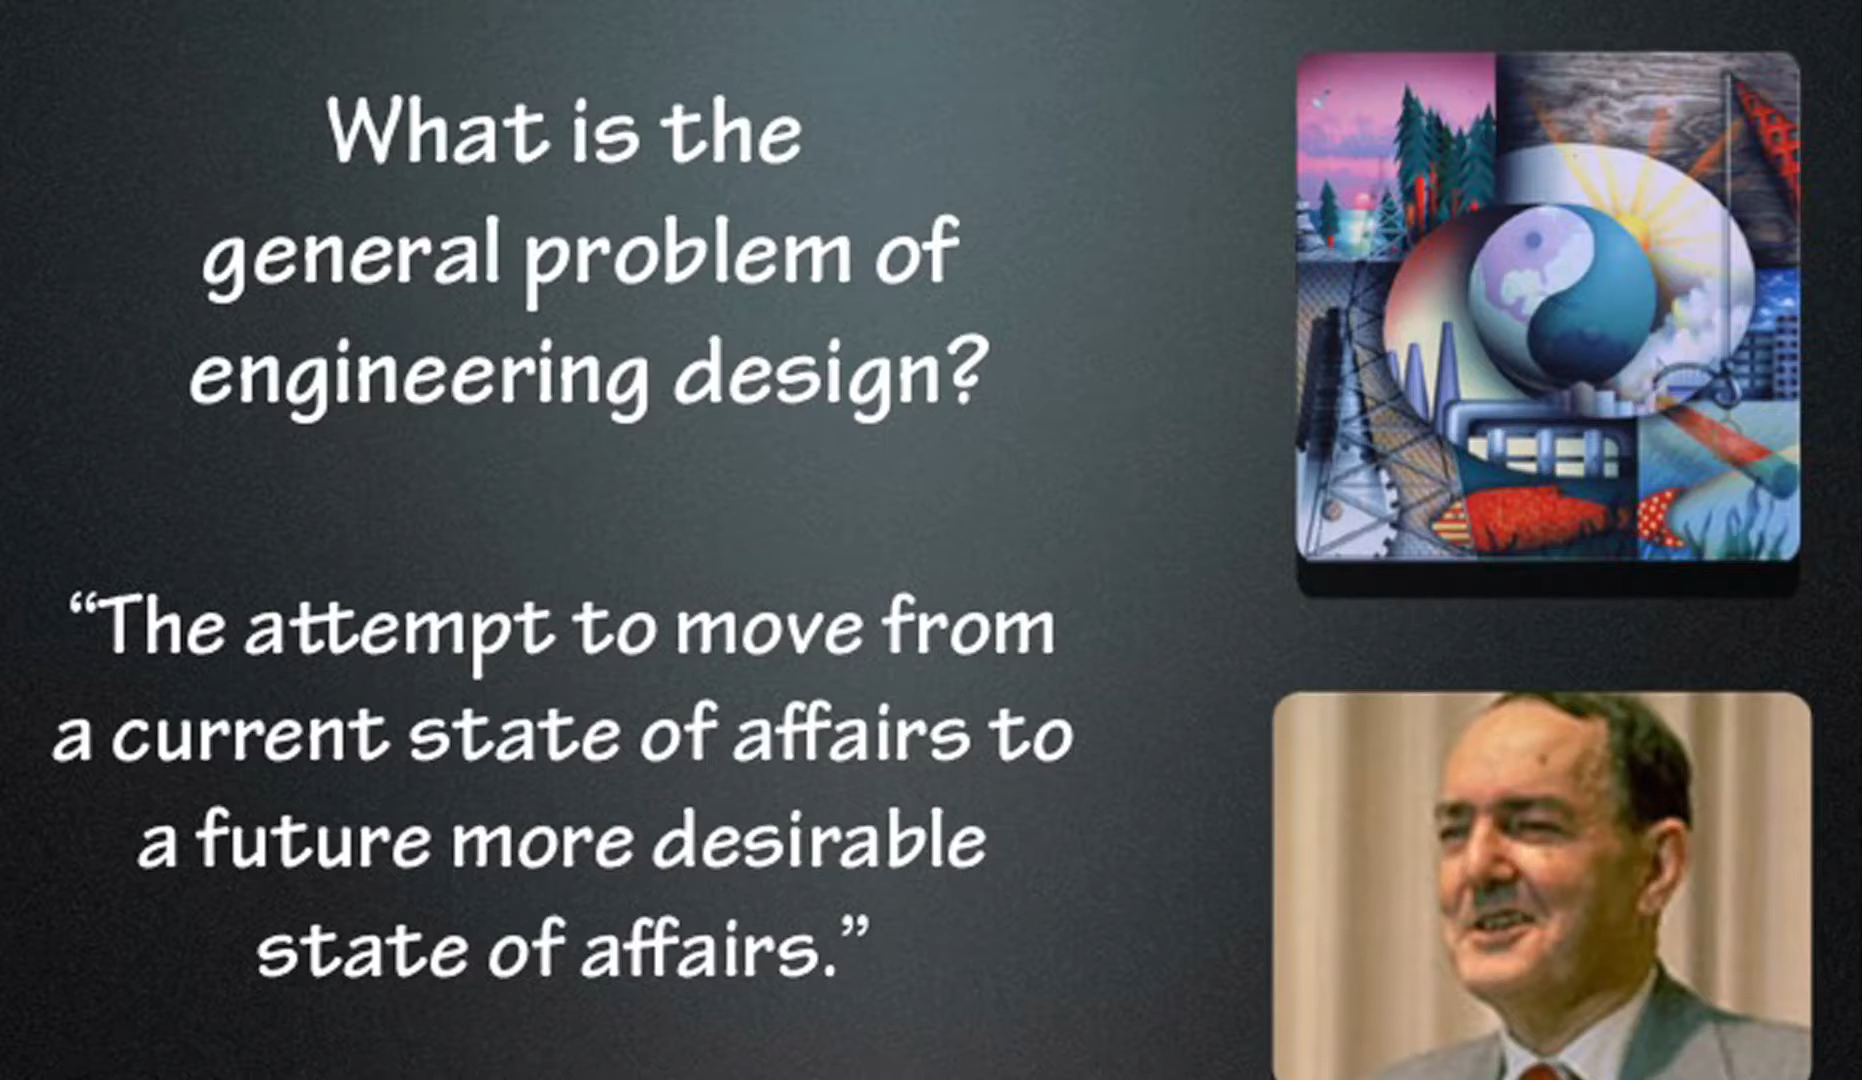 What is the
general problem of
engineering design?
“The attempt to move from
a current state of affairs to
a future more desirable
state of affairs.”